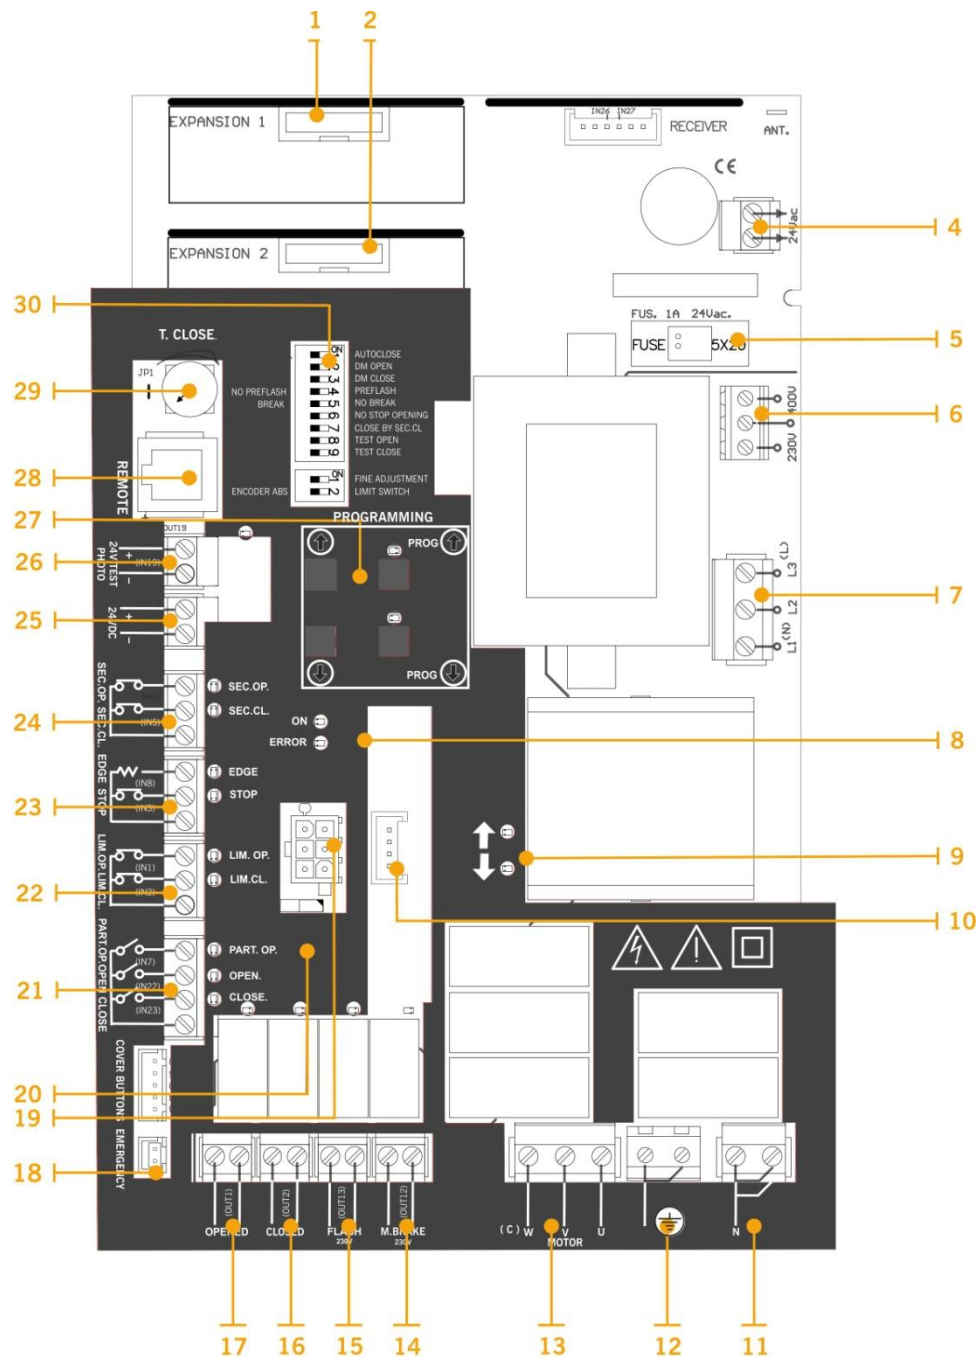 1
2
EXPANSION 1
IN26 IN27
RECEIVER
ANT.
CE
24Vac
4
EXPANSION 2
30
T. CLOSE.
JP1
29
ON
1
2
3
4
5
6
7
8
9
AUTOCLOSE
DM OPEN
DM CLOSE
PREFLASH
NO BREAK
NO STOP OPENING
CLOSE BY SEC.CL
TEST OPEN
TEST CLOSE
NO PREFLASH
BREAK
FUS. 1A 24Vac.
FUSE
5X20
5
400V
230V
6
28
REMOTE
ON
1
2
ENCODER ABS
FINE ADJUSTMENT
LIMIT SWITCH
27
PROGRAMMING
PROG
PROG
OUT19
26
24V/TEST
PHOTO
+
(IN19)
−
25
24VDC
+
−
L3 (L)
L2
L1 (N)
7
24
SEC.OP. SEC.CL.
(IN5)
SEC.OP.
SEC.CL.
ON
ERROR
8
23
EDGE STOP
(IN8)
(IN3)
EDGE
STOP
22
LIM.OP. LIM.CL.
(IN1)
(IN2)
LIM. OP.
LIM.CL.
9
10
21
PART.OP. OPEN CLOSE
(IN7)
(IN22)
(IN23)
PART. OP.
OPEN.
CLOSE.
20
19
COVER BUTTONS
EMERGENCY
18
(OUT1)
OPENED
(OUT2)
CLOSED
(OUT13)
FLASH
230V
(OUT12)
M.BRAKE
230V
(C) W
V
U
MOTOR
N
17
16
15
14
13
12
11